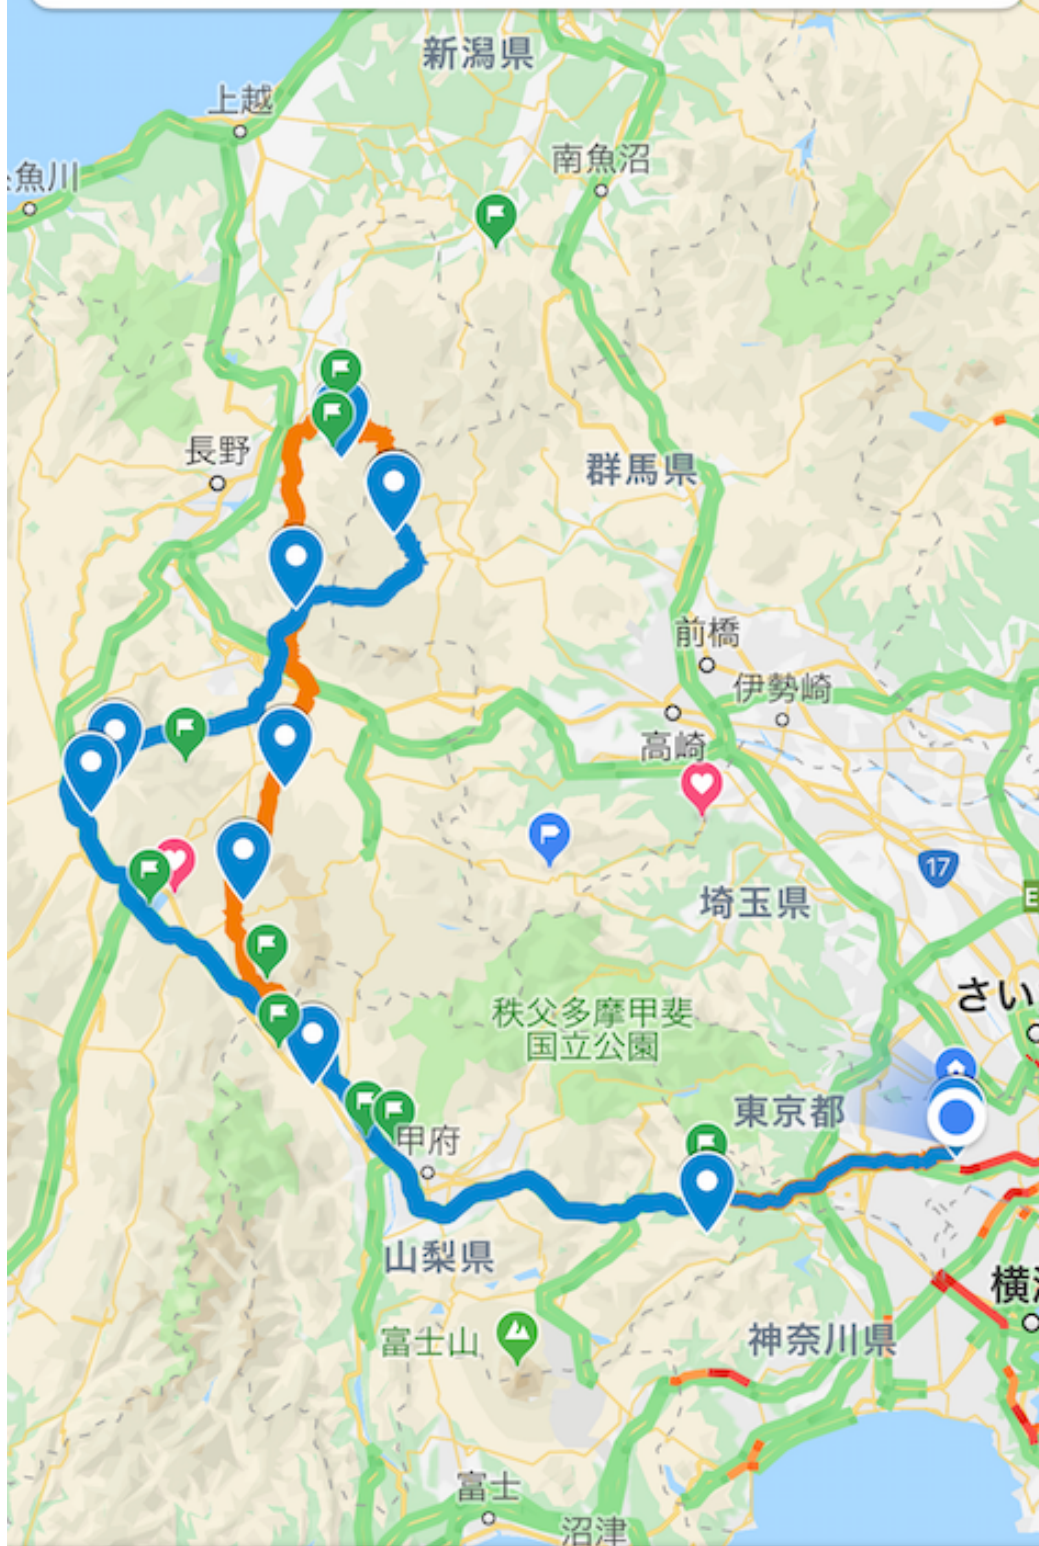 新潟県
上越
南魚沼
魚川
長野
群馬県
前橋
伊勢崎
高崎
17
埼玉県
E
さい
秩父多摩甲斐
国立公園
東京都
甲府
山梨県
横
富士山
神奈川県
富士
沼津